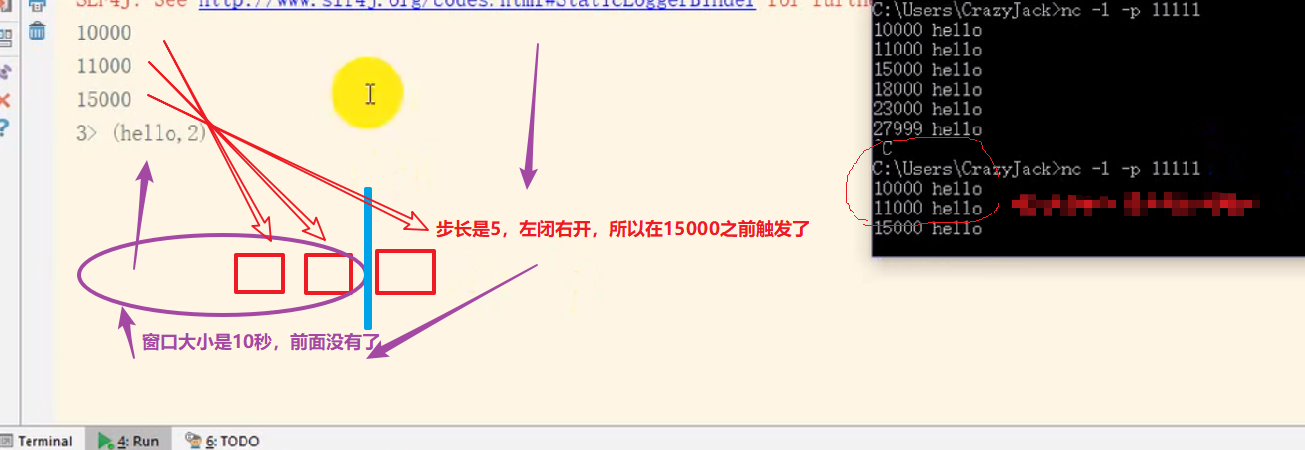 SLF4J: See http://www.slf4j.org/codes.html#StaticLoggerBinder for furth
10000
11000
15000
3> (hello,2)
步长是5，左闭右开，所以在15000之前触发了
窗口大小是10秒，前面没有了
C:\Users\CrazyJack>nc -l -p 11111
10000 hello
11000 hello
15000 hello
18000 hello
23000 hello
27999 hello
^C
C:\Users\CrazyJack>nc -l -p 11111
10000 hello
11000 hello
15000 hello
Terminal
4: Run
6: TODO